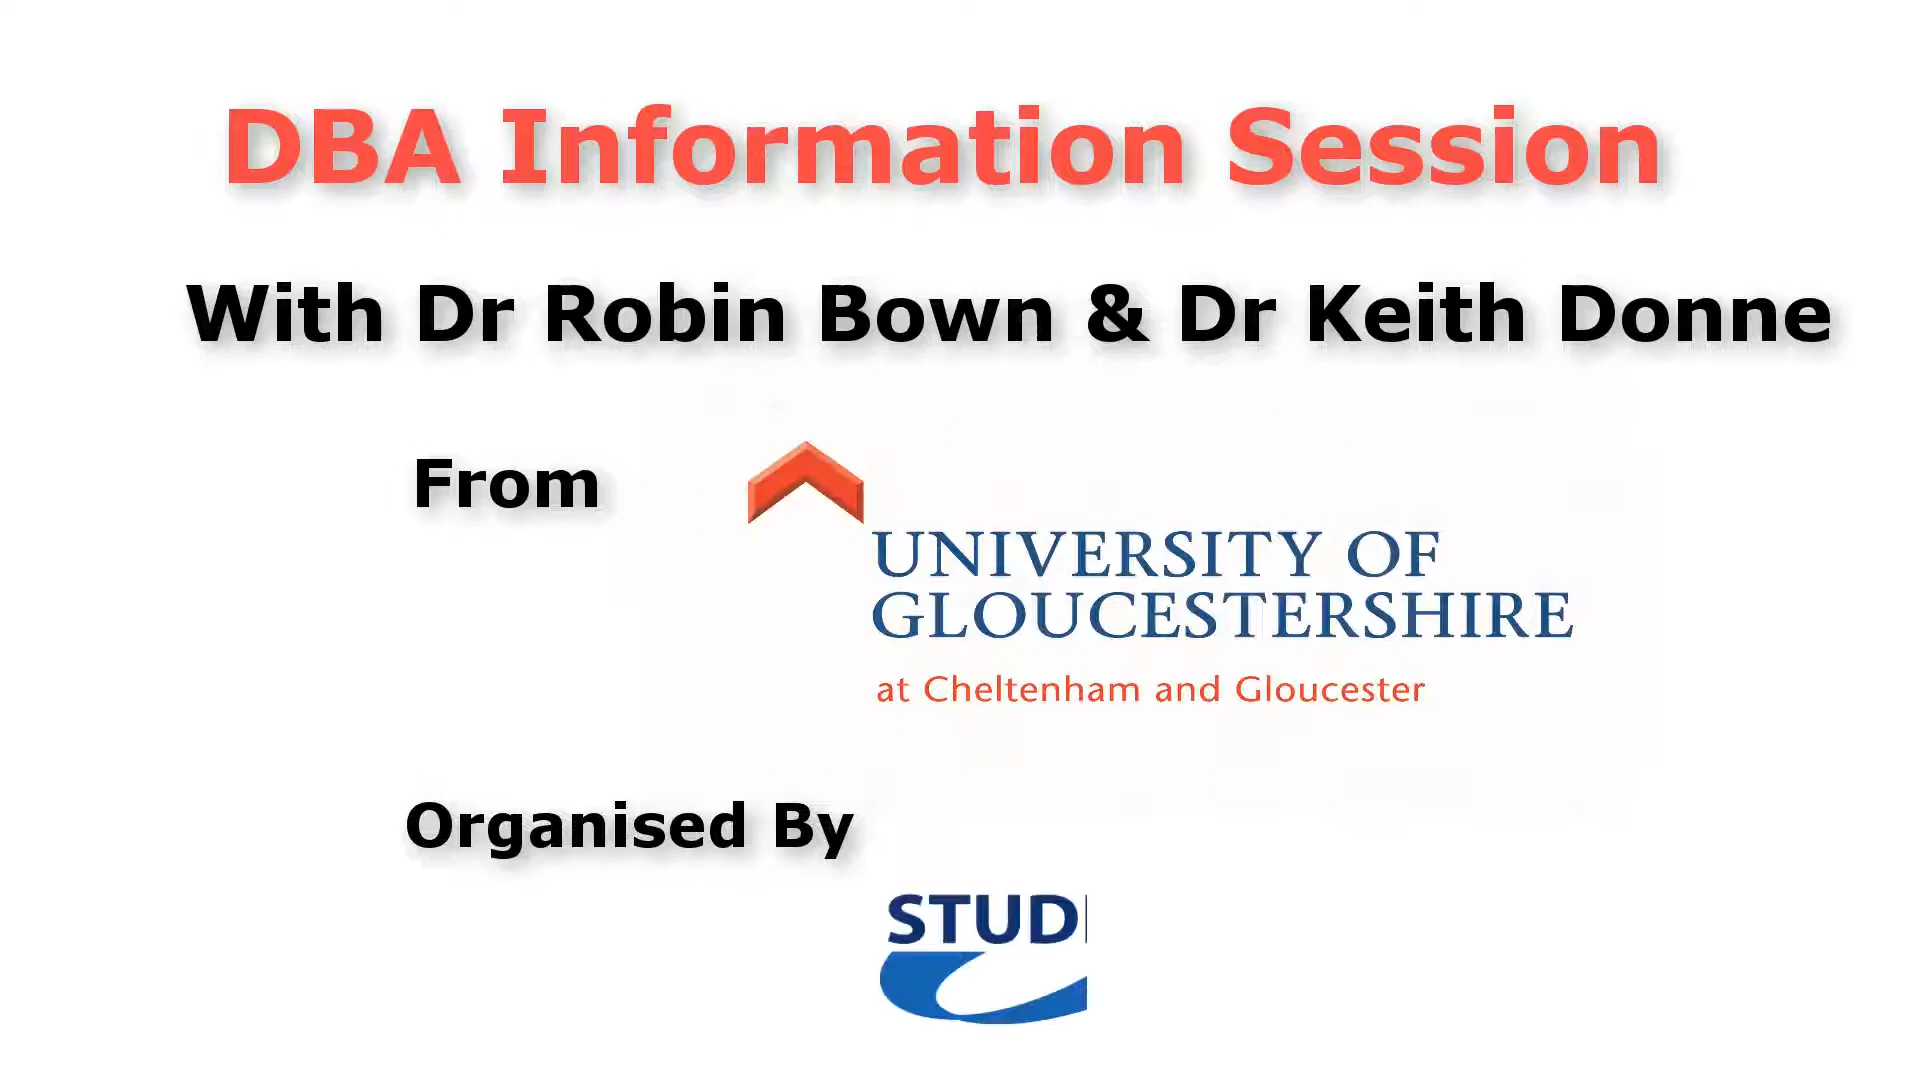 DBA Information Session
With Dr Robin Bown & Dr Keith Donne
From
UNIVERSITY OF
GLOUCESTERSHIRE
at Cheltenham and Gloucester
Organised By
STUD